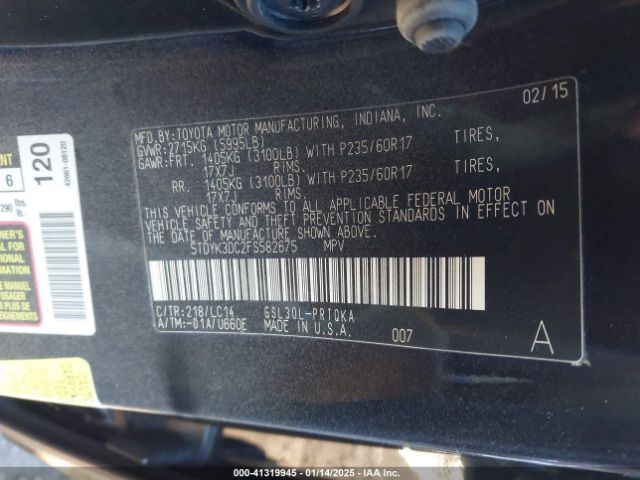 02/15
MFD.BY:TOYOTA MOTOR MANUFACTURING, INDIANA, INC.
GVWR:2715KG (5995LB)
GAWR:FRT. 1405KG (3100LB) WITH P235/60R17 TIRES,
17X7J RIMS.
RR. 1405KG (3100LB) WITH P235/60R17 TIRES,
17X7J RIMS.
THIS VEHICLE CONFORMS TO ALL APPLICABLE FEDERAL MOTOR
VEHICLE SAFETY AND THEFT PREVENTION STANDARDS IN EFFECT
ON THE DATE OF MANUFACTURE SHOWN ABOVE.
5TDYK3DC2FS582675 MPV
C/TR:218/LC14 GSL30L-PRTQKA
A/TM:-01A/U660E MADE IN U.S.A. 007
A
120
42661-08120
6
290 lbs.
000-41319945 - 01/14/2025 - IAA Inc.